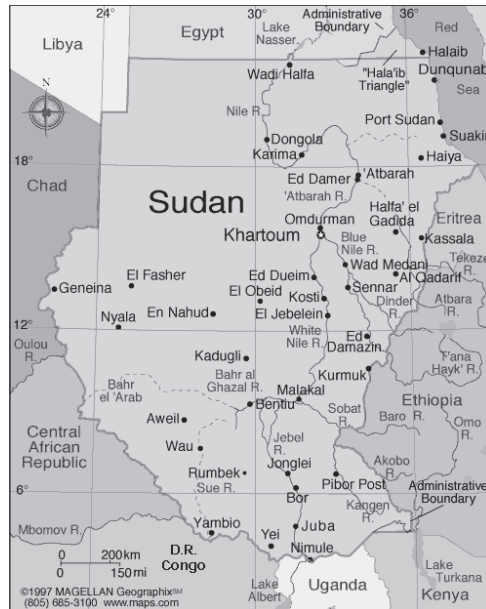 24°
30°
36°
Lake
Nasser
Administrative
Boundary
Red
Libya
Egypt
Halaib
Wadi Halfa
"Hala'ib
Triangle"
Dunqunab
Sea
Nile R.
Port Sudan
Suakin
Dongola
Karima
Haiya
18°
Ed Damer
'Atbarah
Chad
'Atbarah R.
Sudan
Halfa' el
Gadida
Omdurman
Eritrea
Khartoum
Blue
Nile R.
Kassala
Tekeze
R.
Wad Medani
Al Qadarif
El Fasher
Ed Dueim
Geneina
El Obeid
Sennar
Atbara
R.
Kosti
Dinder
R.
Nyala
En Nahud
El Jebelein
12°
White
Nile R.
Ed
Damazin
Oulou
R.
T'ana
Hayk' R.
Kadugli
Kurmuk
Bahr
el 'Arab
Bahr al
Ghazal R.
Malakal
Ethiopia
Bentiu
Sobat
R.
Baro R.
Aweil
Omo
R.
Central
African
Republic
Wau
Jebel
R.
Jonglei
Akobo
R.
Rumbek
Pibor Post
Administrative
Boundary
Sue R.
6°
Bor
Kangen
R.
Mbomov R.
Yambio
Juba
Yei
0 200km
0 150mi
D.R.
Congo
Nimule
Lake
Turkana
©1997 MAGELLAN Geographix℠
(805) 685-3100 www.maps.com
Lake
Albert
Uganda
Kenya
N